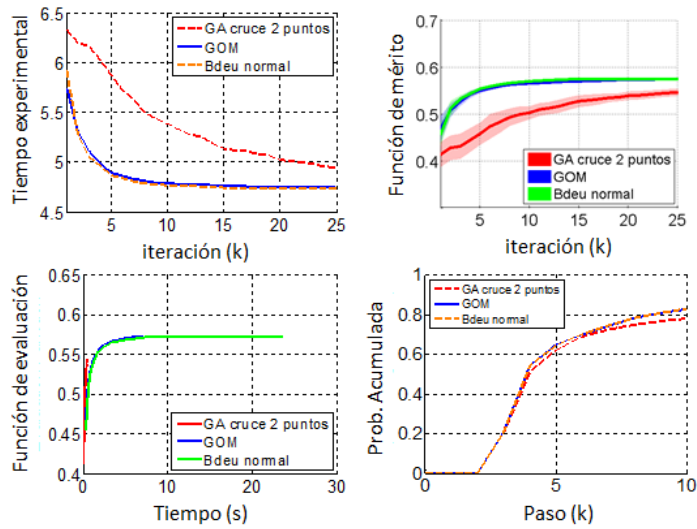 Tiempo experimental
6.5
6
5.5
5
4.5
5
10
15
20
25
iteración (k)
GA cruce 2 puntos
GOM
Bdeu normal
Función de mérito
0.7
0.6
0.5
0.4
5
10
15
20
25
iteración (k)
GA cruce 2 puntos
GOM
Bdeu normal
Función de evaluación
0.65
0.6
0.55
0.5
0.45
0.4
0
10
20
30
Tiempo (s)
GA cruce 2 puntos
GOM
Bdeu normal
Prob. Acumulada
1
0.8
0.6
0.4
0.2
0
0
5
10
Paso (k)
GA cruce 2 puntos
GOM
Bdeu normal